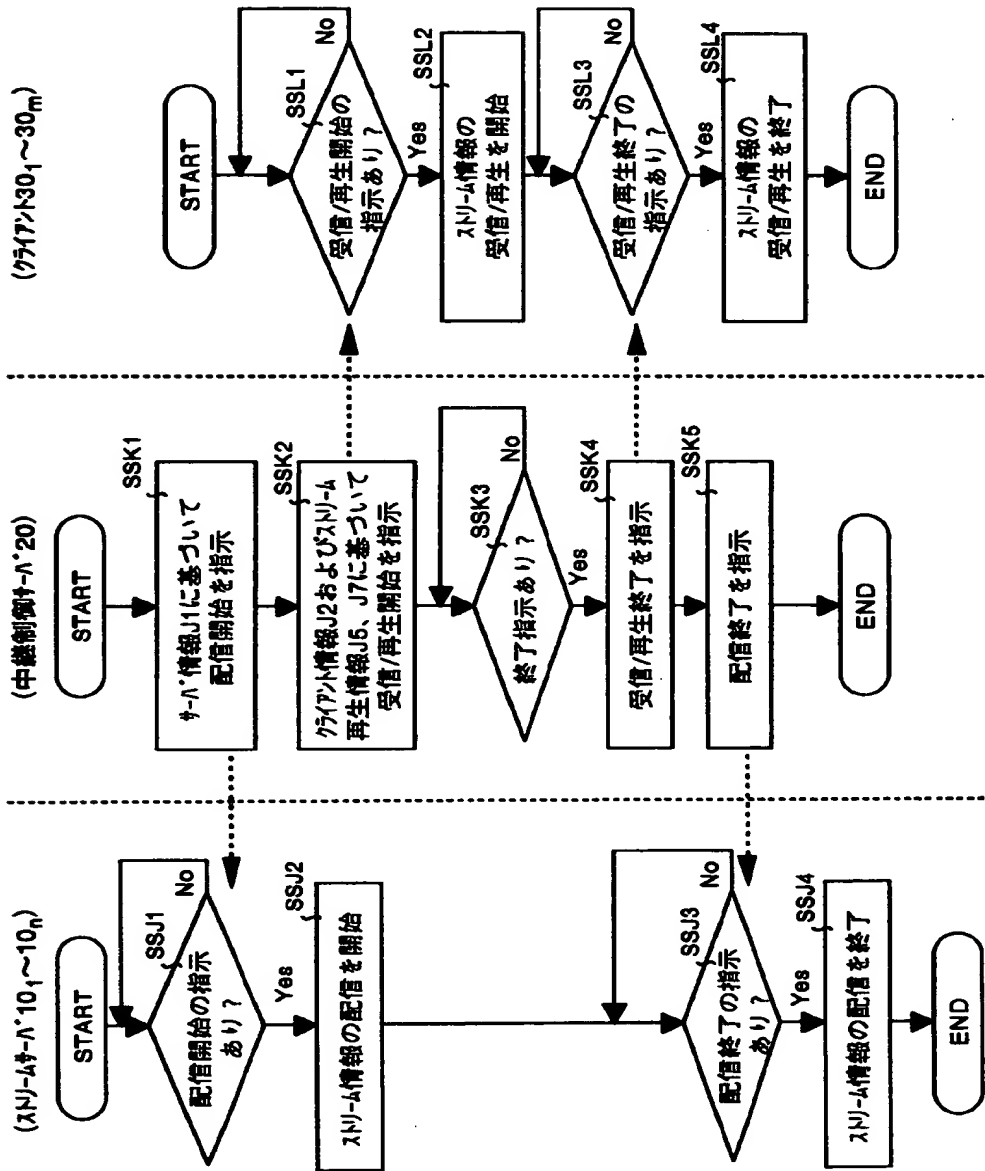 (ストリームサーバ10₁～10ₙ)
START
SSJ1
配信開始の指示
あり？
No
Yes
SSJ2
ストリーム情報の配信を開始
SSJ3
配信終了の指示
あり？
No
Yes
SSJ4
ストリーム情報の配信を終了
END
(中継制御サーバ20)
START
SSK1
サーバ情報J1に基づいて
配信開始を指示
SSK2
クライアント情報J2およびストリーム
再生情報J5、J7に基づいて
受信/再生開始を指示
SSK3
終了指示あり？
No
Yes
SSK4
受信/再生終了を指示
SSK5
配信終了を指示
END
(クライアント30₁～30ₘ)
START
SSL1
受信/再生開始の
指示あり？
No
Yes
SSL2
ストリーム情報の
受信/再生を開始
SSL3
受信/再生終了の
指示あり？
No
Yes
SSL4
ストリーム情報の
受信/再生を終了
END